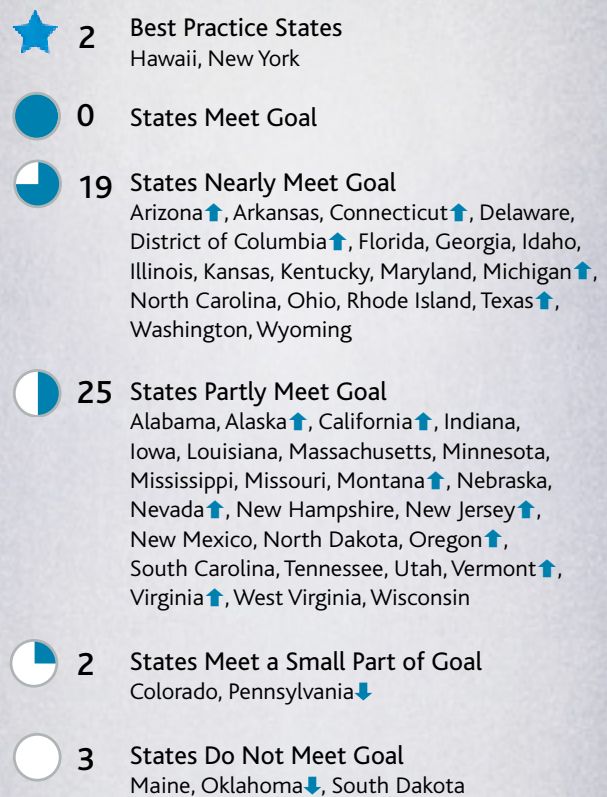 2 Best Practice States
Hawaii, New York
0 States Meet Goal
19 States Nearly Meet Goal
Arizona⬆, Arkansas, Connecticut⬆, Delaware,
District of Columbia⬆, Florida, Georgia, Idaho,
Illinois, Kansas, Kentucky, Maryland, Michigan⬆,
North Carolina, Ohio, Rhode Island, Texas⬆,
Washington, Wyoming
25 States Partly Meet Goal
Alabama, Alaska⬆, California⬆, Indiana,
Iowa, Louisiana, Massachusetts, Minnesota,
Mississippi, Missouri, Montana⬆, Nebraska,
Nevada⬆, New Hampshire, New Jersey⬆,
New Mexico, North Dakota, Oregon⬆,
South Carolina, Tennessee, Utah, Vermont⬆,
Virginia⬆, West Virginia, Wisconsin
2 States Meet a Small Part of Goal
Colorado, Pennsylvania⬇
3 States Do Not Meet Goal
Maine, Oklahoma⬇, South Dakota